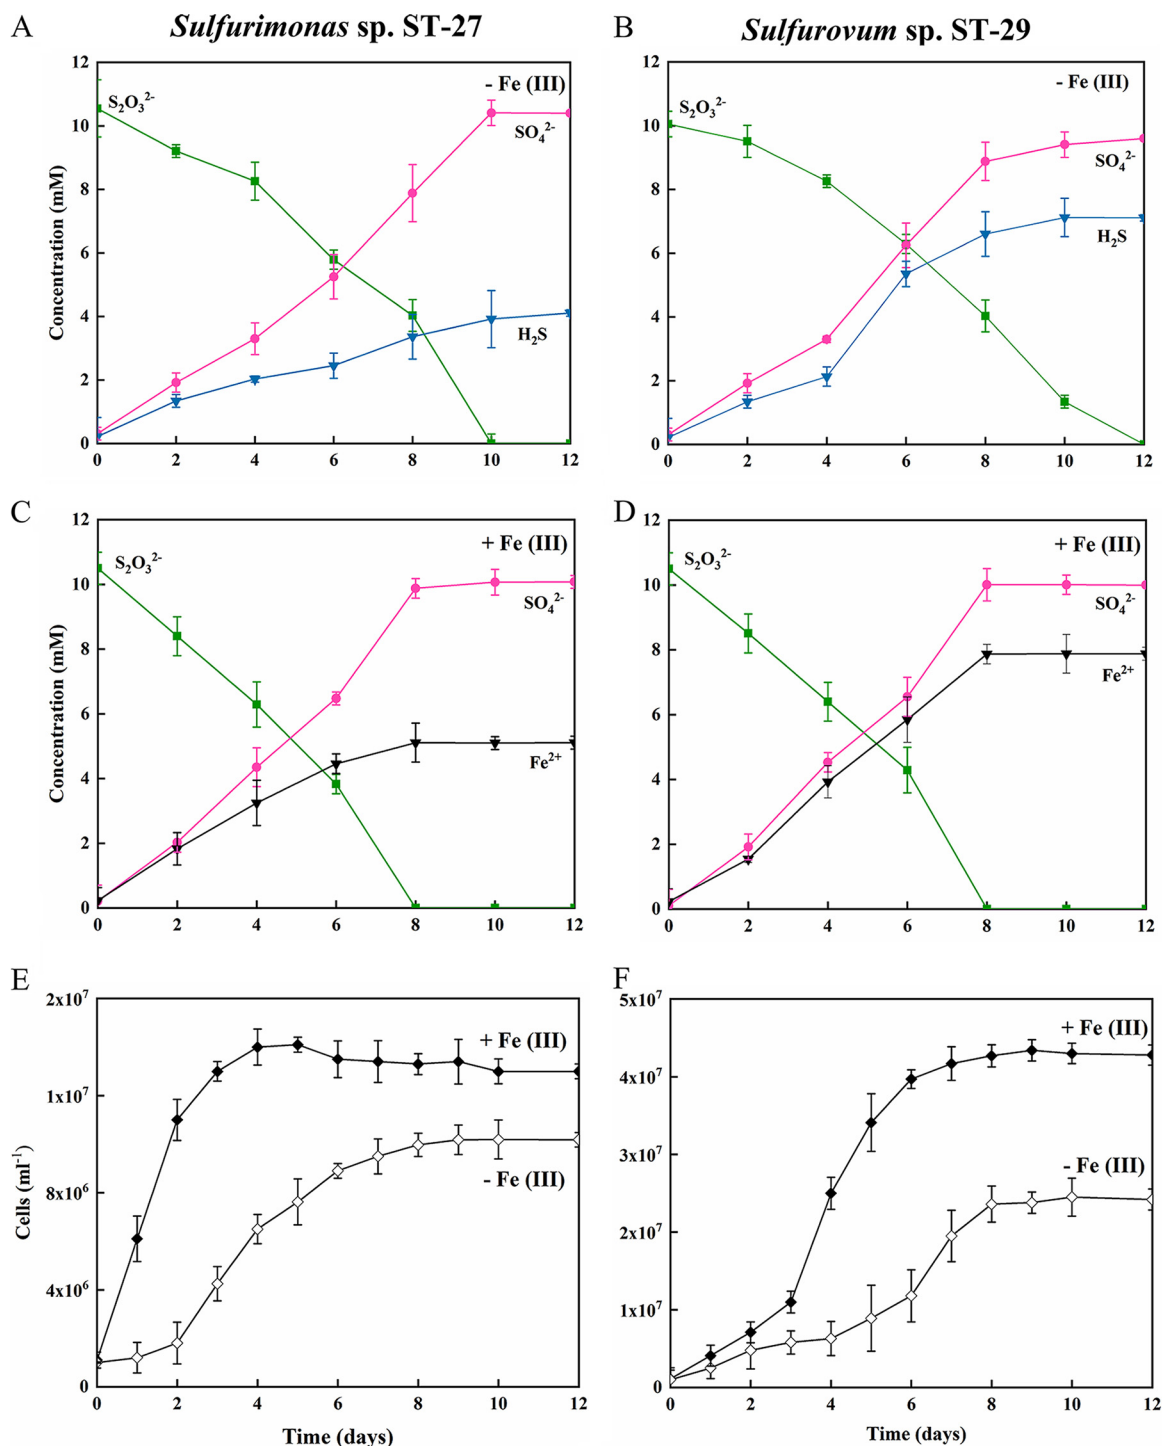 A
Sulfurimonas sp. ST-27
B
Sulfurovum sp. ST-29
12
10
8
6
4
2
0
Concentration (mM)
- Fe (III)
S₂O₃²⁻
SO₄²⁻
H₂S
0 2 4 6 8 10 12
12
10
8
6
4
2
0
- Fe (III)
S₂O₃²⁻
SO₄²⁻
H₂S
0 2 4 6 8 10 12
C
12
10
8
6
4
2
0
Concentration (mM)
+ Fe (III)
S₂O₃²⁻
SO₄²⁻
Fe²⁺
0 2 4 6 8 10 12
D
12
10
8
6
4
2
0
+ Fe (III)
S₂O₃²⁻
SO₄²⁻
Fe²⁺
0 2 4 6 8 10 12
E
2x10⁷
1x10⁷
8x10⁶
4x10⁶
0
Cells (ml⁻¹)
+ Fe (III)
- Fe (III)
0 2 4 6 8 10 12
Time (days)
F
5x10⁷
4x10⁷
3x10⁷
2x10⁷
1x10⁷
0
+ Fe (III)
- Fe (III)
0 2 4 6 8 10 12
Time (days)